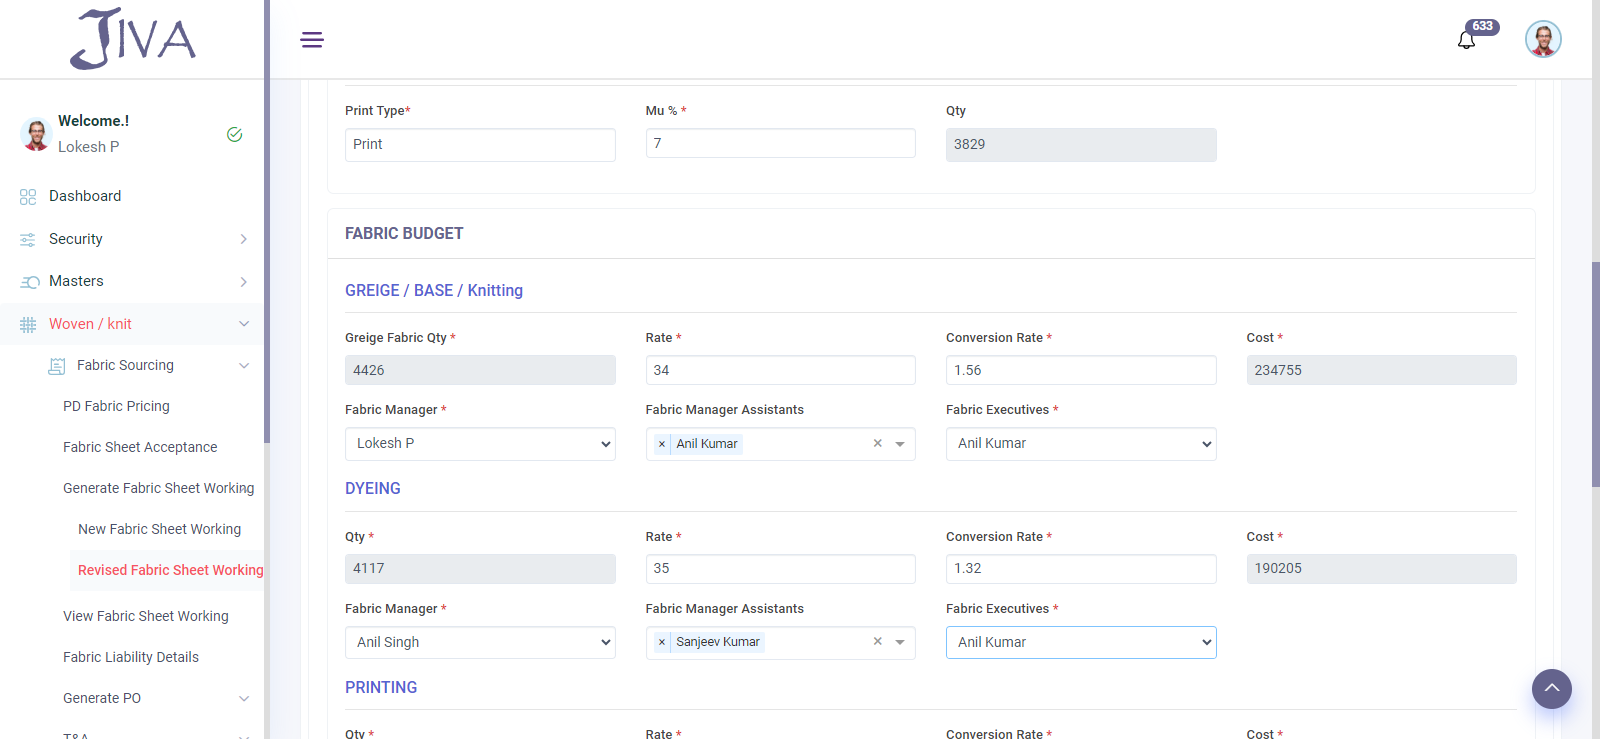 JIVA
633
Welcome.!
Lokesh P
Dashboard
Security
Masters
Woven / knit
Fabric Sourcing
PD Fabric Pricing
Fabric Sheet Acceptance
Generate Fabric Sheet Working
New Fabric Sheet Working
Revised Fabric Sheet Working
View Fabric Sheet Working
Fabric Liability Details
Generate PO
T&A
Print Type* Mu % * Qty
Print 7 3829
FABRIC BUDGET
GREIGE / BASE / Knitting
Greige Fabric Qty * Rate * Conversion Rate * Cost *
4426 34 1.56 234755
Fabric Manager * Fabric Manager Assistants Fabric Executives *
Lokesh P × Anil Kumar × Anil Kumar
DYEING
Qty * Rate * Conversion Rate * Cost *
4117 35 1.32 190205
Fabric Manager * Fabric Manager Assistants Fabric Executives *
Anil Singh × Sanjeev Kumar × Anil Kumar
PRINTING
Qty * Rate * Conversion Rate * Cost *